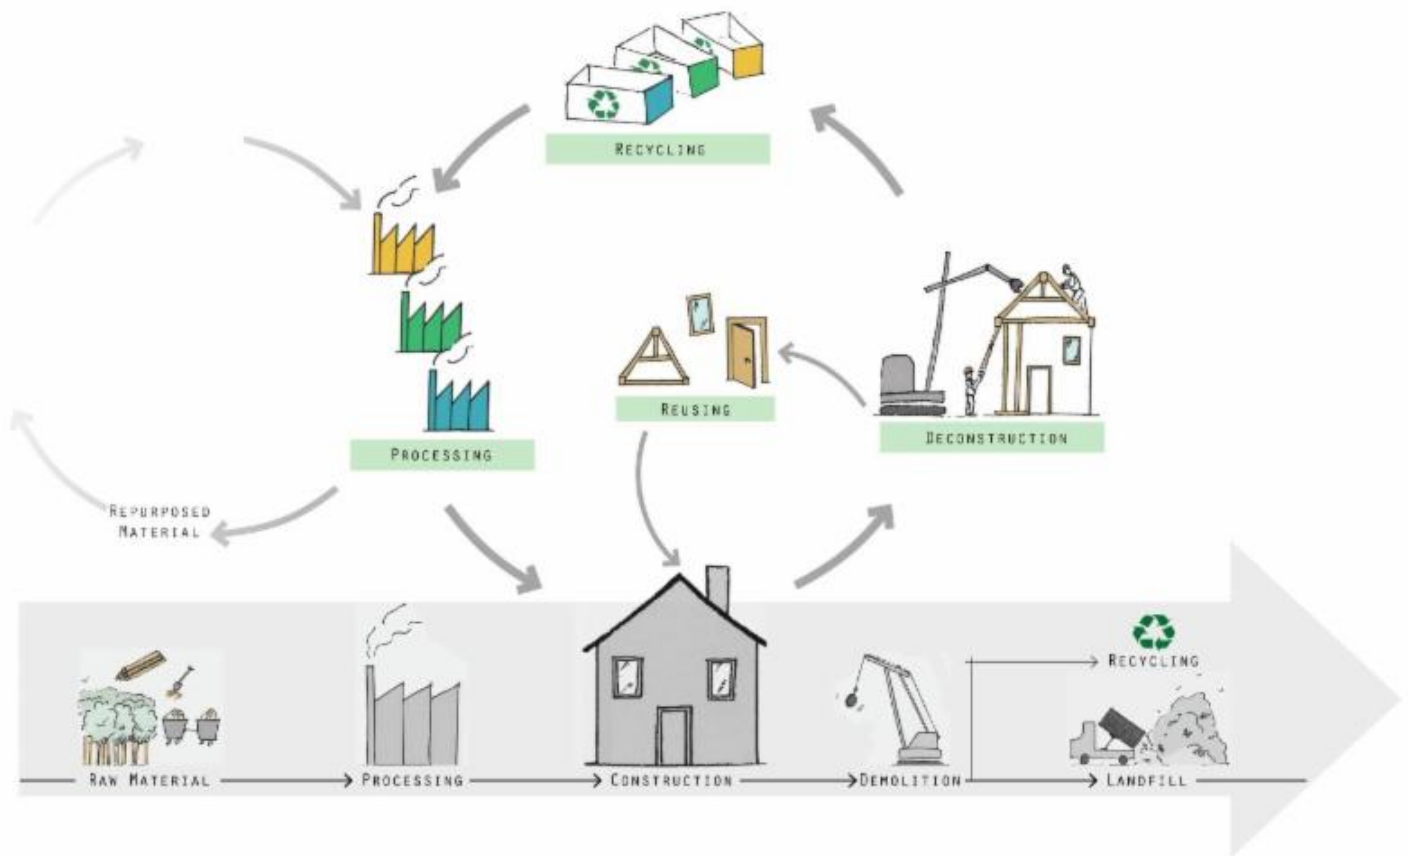 RECYCLING
REUSING
DECONSTRUCTION
PROCESSING
REPURPOSED
MATERIAL
RECYCLING
RAW MATERIAL
PROCESSING
CONSTRUCTION
DEMOLITION
LANDFILL